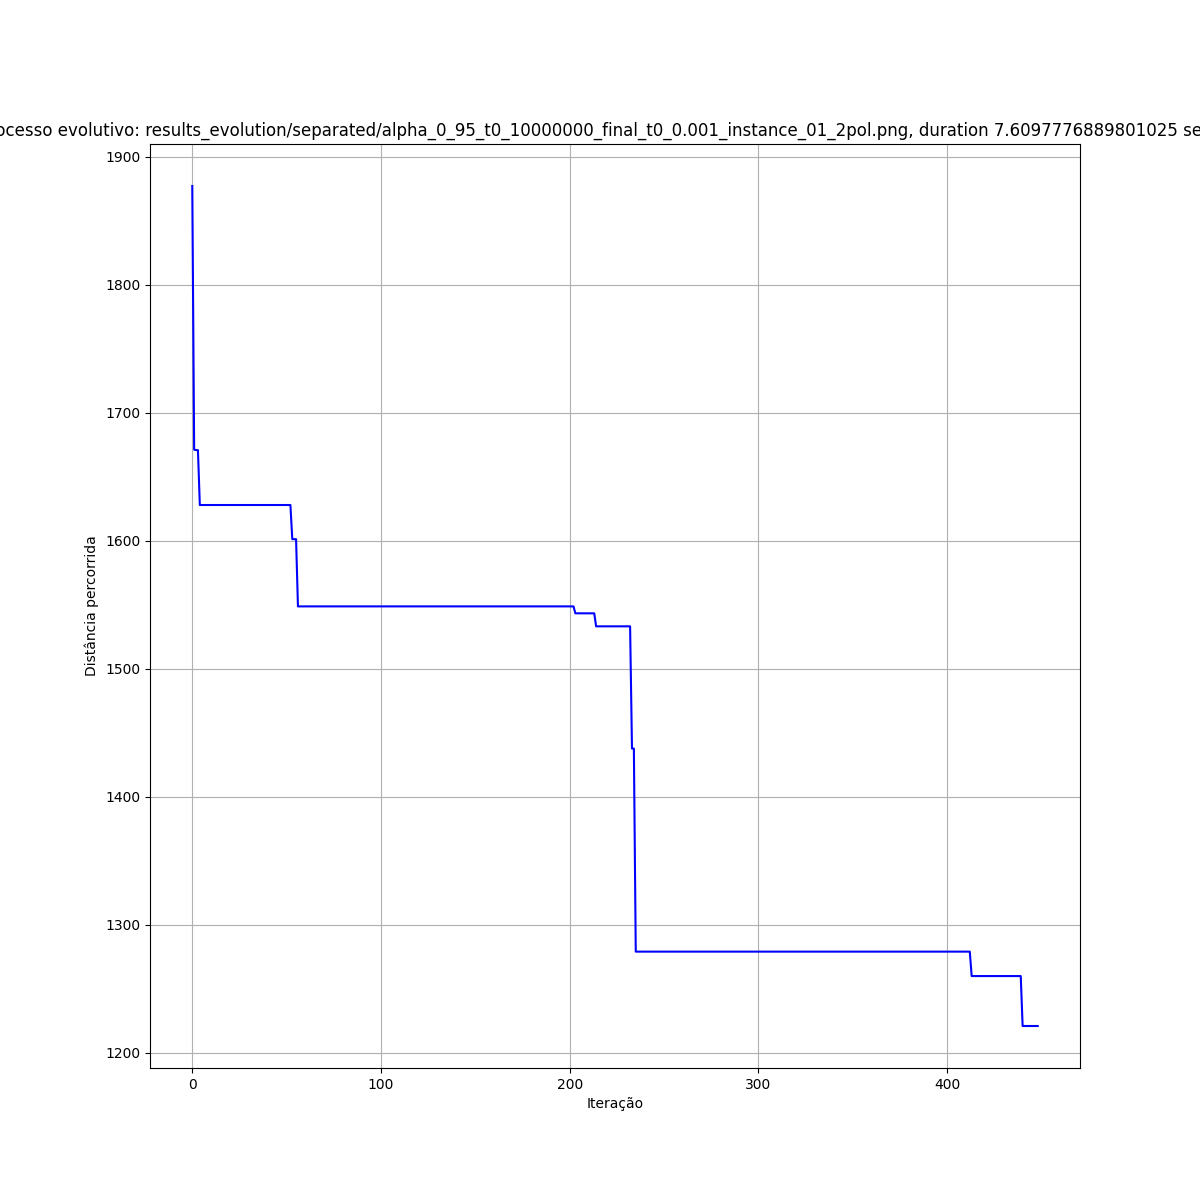 ocesso evolutivo: results_evolution/separated/alpha_0_95_t0_10000000_final_t0_0.001_instance_01_2pol.png, duration 7.6097776889801025 se
1900
1800
1700
1600
1500
1400
1300
1200
Distância percorrida
0 100 200 300 400
Iteração